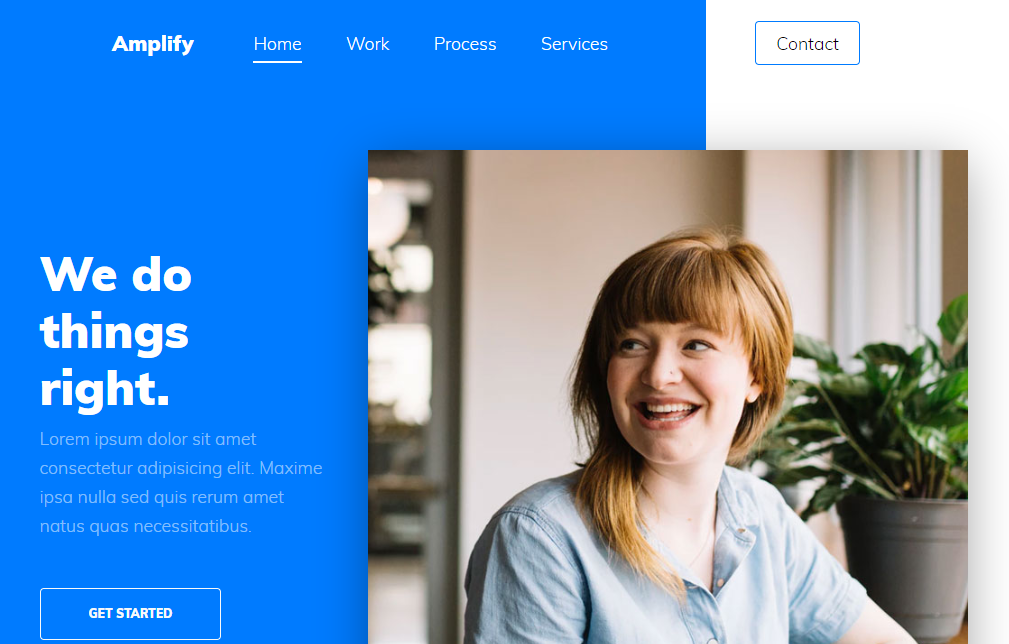 Amplify
Home
Work
Process
Services
Contact
We do
things
right.
Lorem ipsum dolor sit amet
consectetur adipisicing elit. Maxime
ipsa nulla sed quis rerum amet
natus quas necessitatibus.
GET STARTED